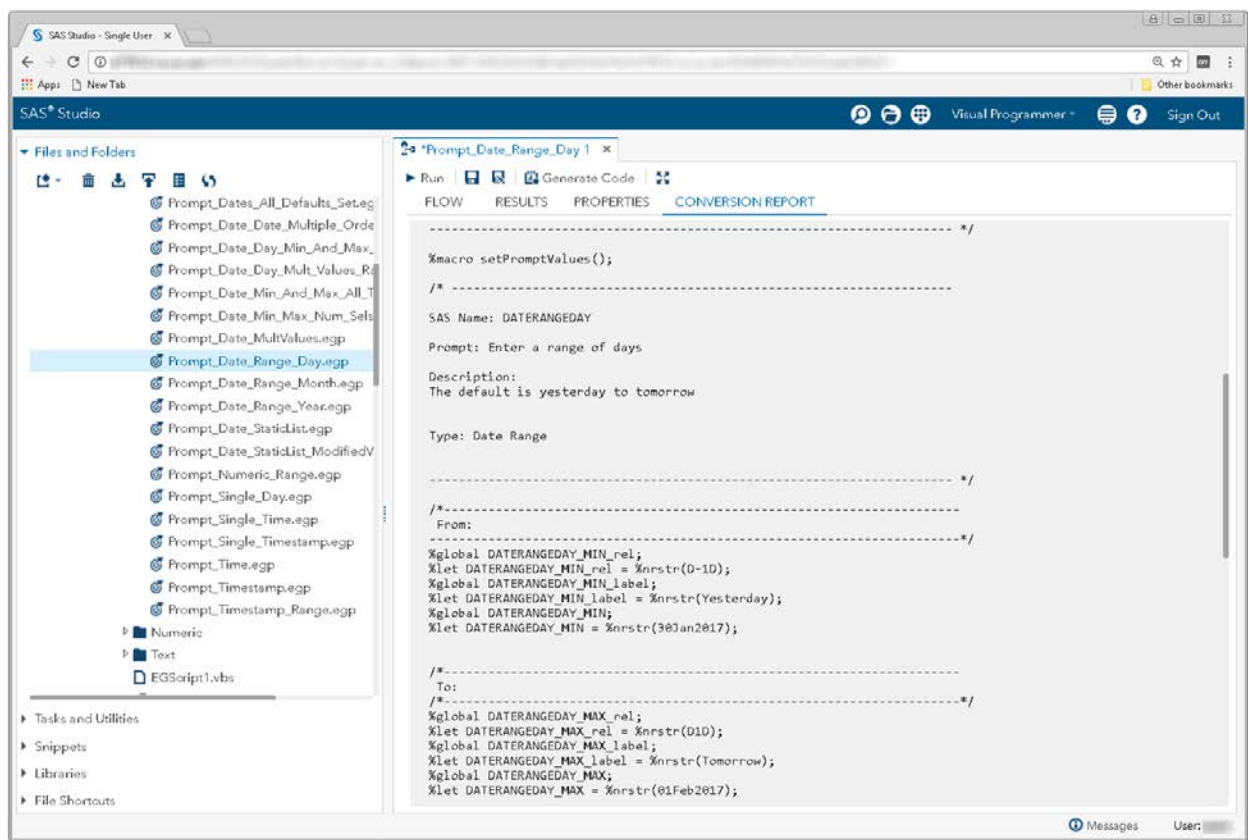 SAS Studio - Single User
Apps New Tab Other bookmarks
SAS® Studio Visual Programmer Sign Out
Files and Folders
Prompt_Dates_All_Defaults_Set.eg
Prompt_Date_Date_Multiple_Orde
Prompt_Date_Day_Min_And_Max_
Prompt_Date_Day_Mult_Values_Ra
Prompt_Date_Min_And_Max_All_T
Prompt_Date_Min_Max_Num_Sels
Prompt_Date_MultValues.egp
Prompt_Date_Range_Day.egp
Prompt_Date_Range_Month.egp
Prompt_Date_Range_Year.egp
Prompt_Date_StaticList.egp
Prompt_Date_StaticList_ModifiedV
Prompt_Numeric_Range.egp
Prompt_Single_Day.egp
Prompt_Single_Time.egp
Prompt_Single_Timestamp.egp
Prompt_Time.egp
Prompt_Timestamp.egp
Prompt_Timestamp_Range.egp
Numeric
Text
EGScript1.vbs
Tasks and Utilities
Snippets
Libraries
File Shortcuts
*Prompt_Date_Range_Day 1
Run Generate Code
FLOW RESULTS PROPERTIES CONVERSION REPORT
----------------------------------------------------------------------- */
%macro setPromptValues();
/* --------------------------------------------------------------------
SAS Name: DATERANGEDAY
Prompt: Enter a range of days
Description:
The default is yesterday to tomorrow
Type: Date Range
----------------------------------------------------------------------- */
/*---------------------------------------------------------------------
From:
-----------------------------------------------------------------------*/
%global DATERANGEDAY_MIN_rel;
%let DATERANGEDAY_MIN_rel = %nrstr(D-1D);
%global DATERANGEDAY_MIN_label;
%let DATERANGEDAY_MIN_label = %nrstr(Yesterday);
%global DATERANGEDAY_MIN;
%let DATERANGEDAY_MIN = %nrstr(30Jan2017);
/*---------------------------------------------------------------------
To:
/*---------------------------------------------------------------------*/
%global DATERANGEDAY_MAX_rel;
%let DATERANGEDAY_MAX_rel = %nrstr(D1D);
%global DATERANGEDAY_MAX_label;
%let DATERANGEDAY_MAX_label = %nrstr(Tomorrow);
%global DATERANGEDAY_MAX;
%let DATERANGEDAY_MAX = %nrstr(01Feb2017);
Messages User: